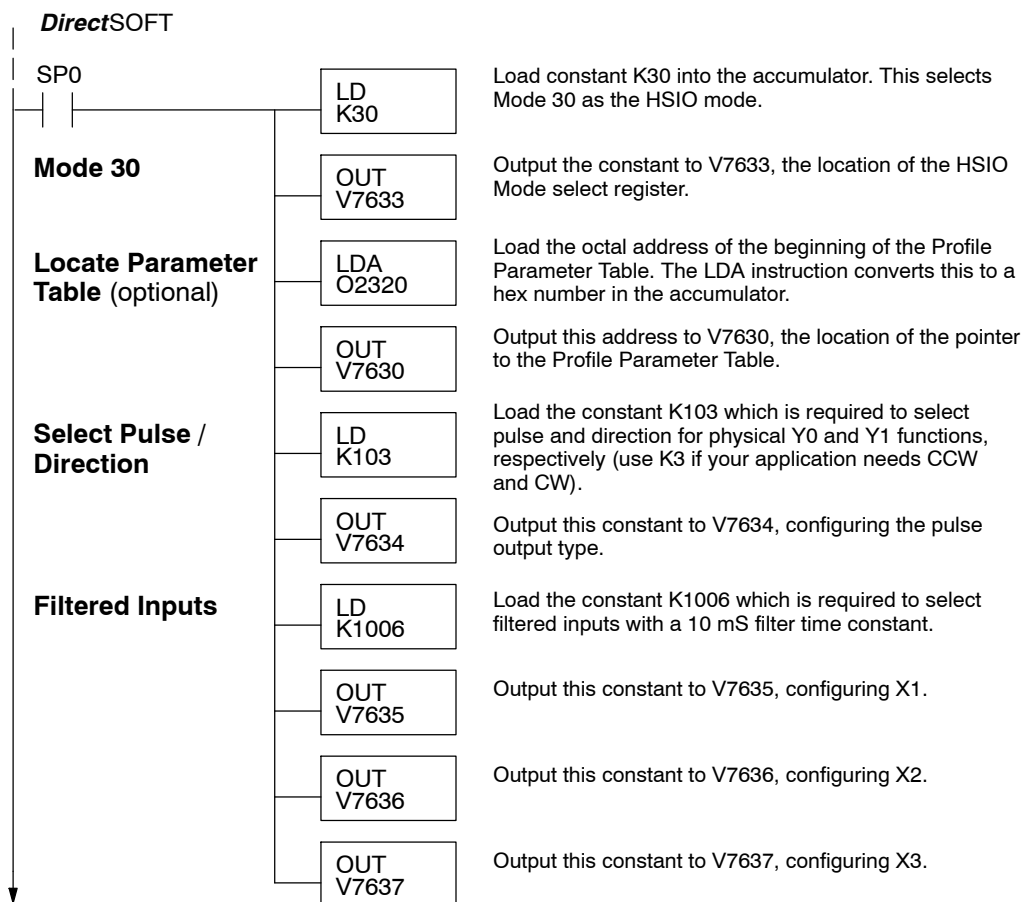 DirectSOFT
SP0
LD
K30
Load constant K30 into the accumulator. This selects
Mode 30 as the HSIO mode.
Mode 30
OUT
V7633
Output the constant to V7633, the location of the HSIO
Mode select register.
Locate Parameter
Table (optional)
LDA
O2320
Load the octal address of the beginning of the Profile
Parameter Table. The LDA instruction converts this to a
hex number in the accumulator.
OUT
V7630
Output this address to V7630, the location of the pointer
to the Profile Parameter Table.
Select Pulse /
Direction
LD
K103
Load the constant K103 which is required to select
pulse and direction for physical Y0 and Y1 functions,
respectively (use K3 if your application needs CCW
and CW).
OUT
V7634
Output this constant to V7634, configuring the pulse
output type.
Filtered Inputs
LD
K1006
Load the constant K1006 which is required to select
filtered inputs with a 10 mS filter time constant.
OUT
V7635
Output this constant to V7635, configuring X1.
OUT
V7636
Output this constant to V7636, configuring X2.
OUT
V7637
Output this constant to V7637, configuring X3.